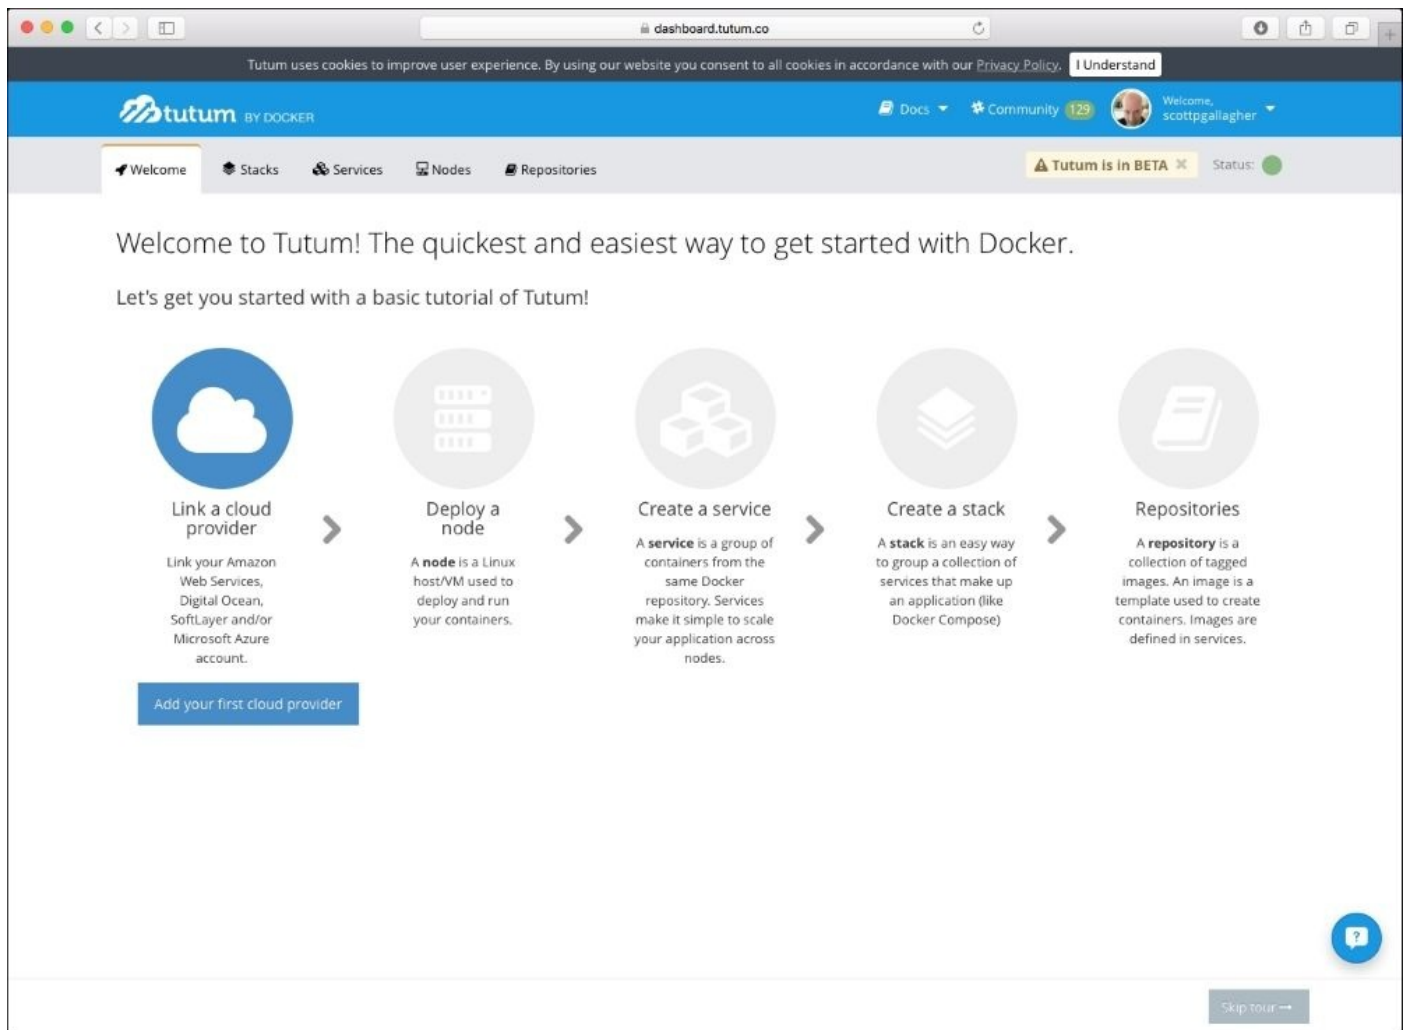 dashboard.tutum.co
Tutum uses cookies to improve user experience. By using our website you consent to all cookies in accordance with our Privacy Policy. I Understand
tutum BY DOCKER
Docs
Community 129
Welcome,
scottpgallagher
Welcome
Stacks
Services
Nodes
Repositories
Tutum is in BETA
Status:
Welcome to Tutum! The quickest and easiest way to get started with Docker.
Let's get you started with a basic tutorial of Tutum!
Link a cloud
provider
Link your Amazon
Web Services,
Digital Ocean,
SoftLayer and/or
Microsoft Azure
account.
Add your first cloud provider
Deploy a
node
A node is a Linux
host/VM used to
deploy and run
your containers.
Create a service
A service is a group of
containers from the
same Docker
repository. Services
make it simple to scale
your application across
nodes.
Create a stack
A stack is an easy way
to group a collection of
services that make up
an application (like
Docker Compose)
Repositories
A repository is a
collection of tagged
images. An image is a
template used to create
containers. Images are
defined in services.
?
Skip tour